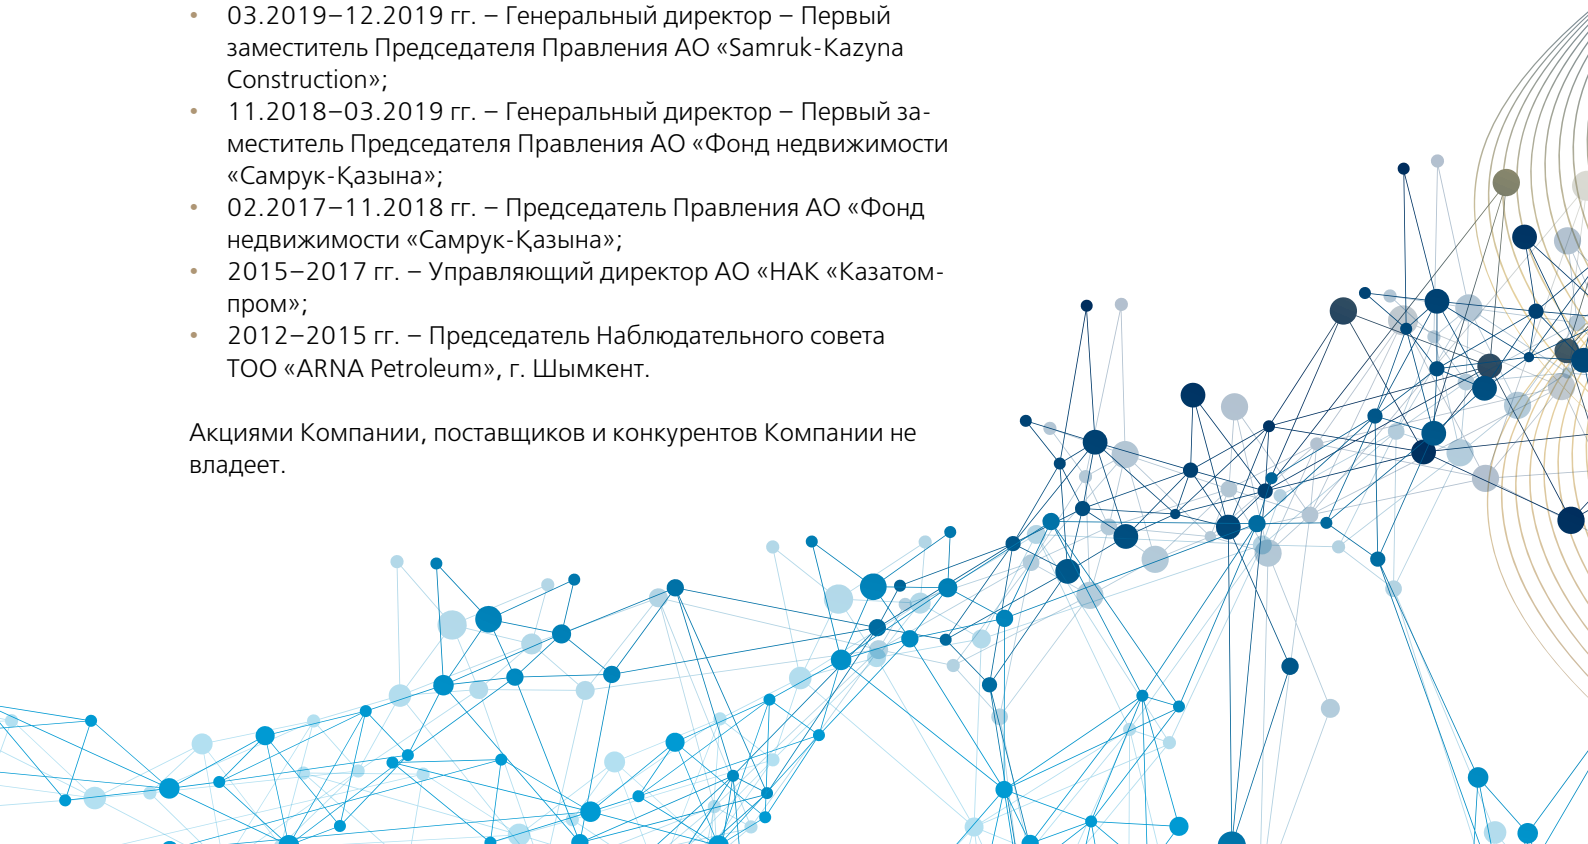 • 03.2019–12.2019 гг. – Генеральный директор – Первый
заместитель Председателя Правления АО «Samruk-Kazyna
Construction»;
• 11.2018–03.2019 гг. – Генеральный директор – Первый за-
меститель Председателя Правления АО «Фонд недвижимости
«Самрук-Қазына»;
• 02.2017–11.2018 гг. – Председатель Правления АО «Фонд
недвижимости «Самрук-Қазына»;
• 2015–2017 гг. – Управляющий директор АО «НАК «Казатом-
пром»;
• 2012–2015 гг. – Председатель Наблюдательного совета
ТОО «ARNA Petroleum», г. Шымкент.
Акциями Компании, поставщиков и конкурентов Компании не
владеет.